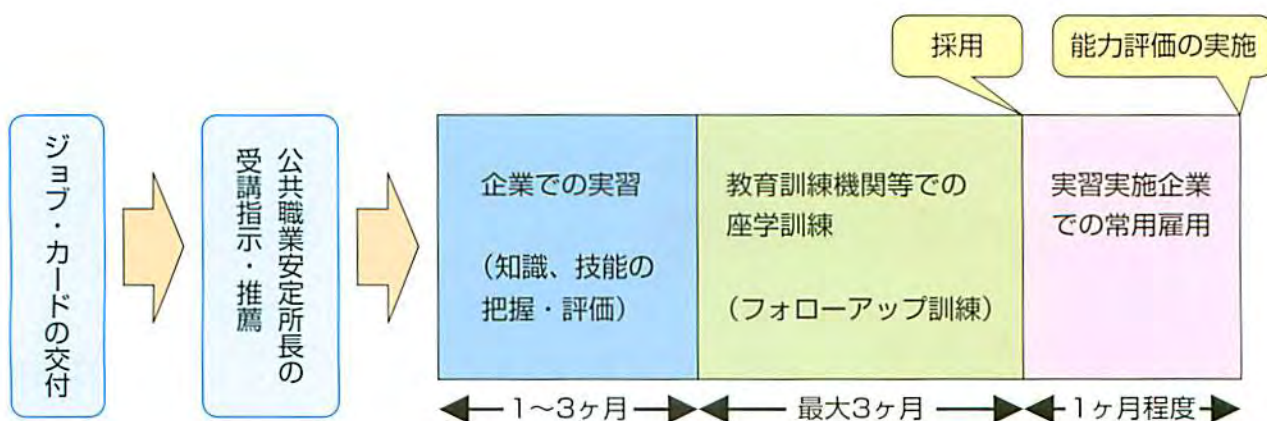 採用
能力評価の実施
ジョブ・カードの交付
公共職業安定所長の
受講指示・推薦
企業での実習
（知識、技能の
把握・評価）
教育訓練機関等での
座学訓練
（フォローアップ訓練）
実習実施企業
での常用雇用
1～3ヶ月
最大3ヶ月
1ヶ月程度